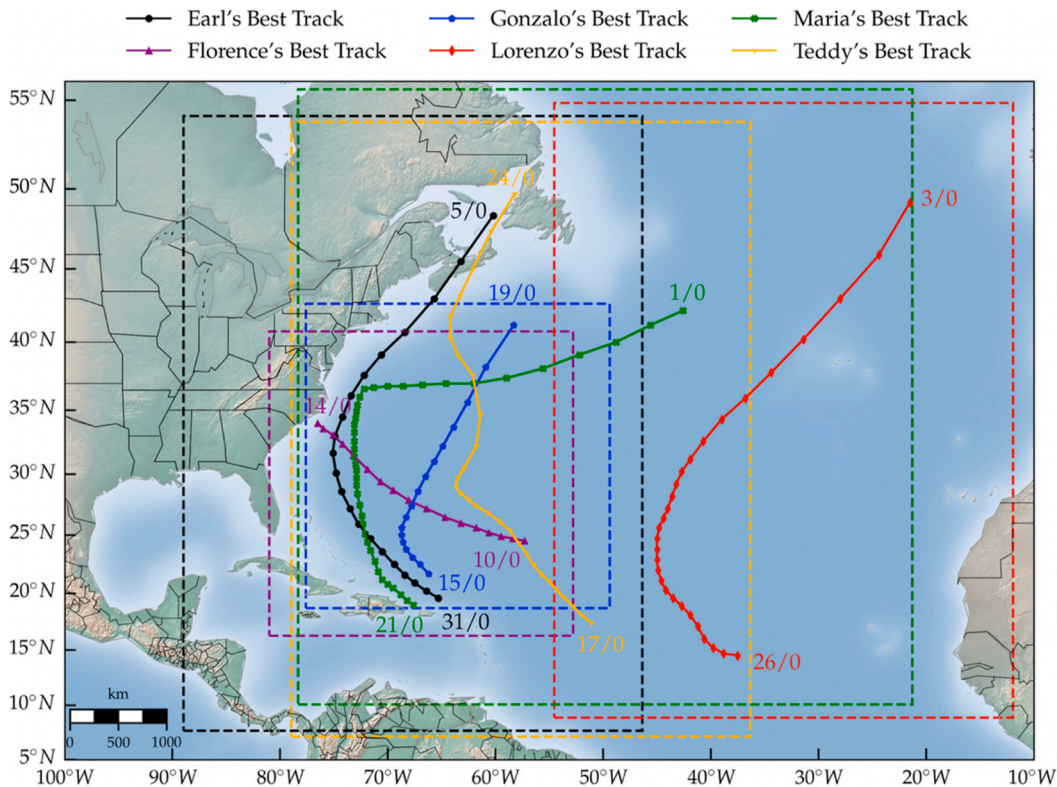 Earl's Best Track Gonzalo's Best Track Maria's Best Track
Florence's Best Track Lorenzo's Best Track Teddy's Best Track
55°N
24/0
50°N
5/0
3/0
45°N
19/0
1/0
40°N
35°N
14/0
30°N
25°N
10/0
15/0
20°N
21/0
31/0
17/0
15°N
26/0
km
10°N
0 500 1000
5°N
100°W 90°W 80°W 70°W 60°W 50°W 40°W 30°W 20°W 10°W